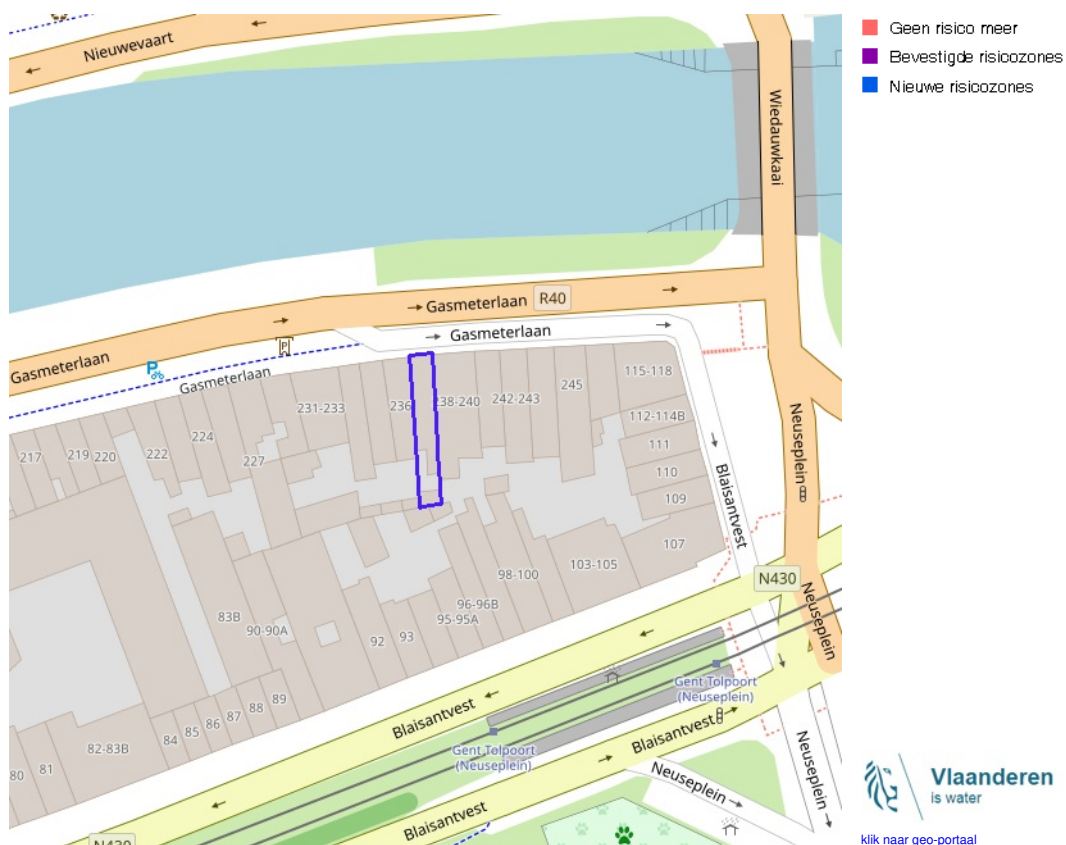 Nieuwevaart
Wiedauwkaai
Gasmeterlaan
R40
Gasmeterlaan
Gasmeterlaan
Gasmeterlaan
P
P
115-118
245
231-233
236
238-240
242-243
112-114B
224
111
217
219
220
222
227
110
109
Blaisantvest
Neuseplein
107
103-105
98-100
N430
96-96B
95-95A
83B
90-90A
92
93
Neuseplein
Gent Tolpoort
(Neuseplein)
89
88
87
86
85
84
82-83B
81
80
Blaisantvest
Blaisantvest
Gent Tolpoort
(Neuseplein)
Neuseplein
Neuseplein
Blaisantvest
N430
Geen risico meer
Bevestigde risicozones
Nieuwe risicozones
Vlaanderen
is water
klik naar geo-portaal